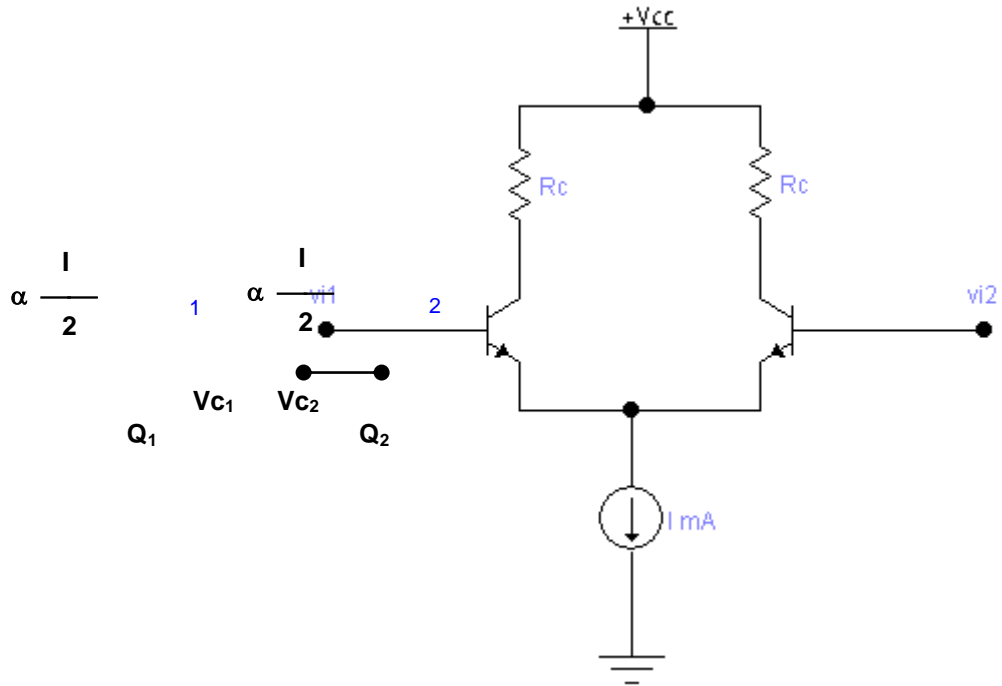 +Vcc
Rc Rc
I I
α α
2 2
1 2
vi1 vi2
Vc₁ Vc₂
Q₁ Q₂
I mA